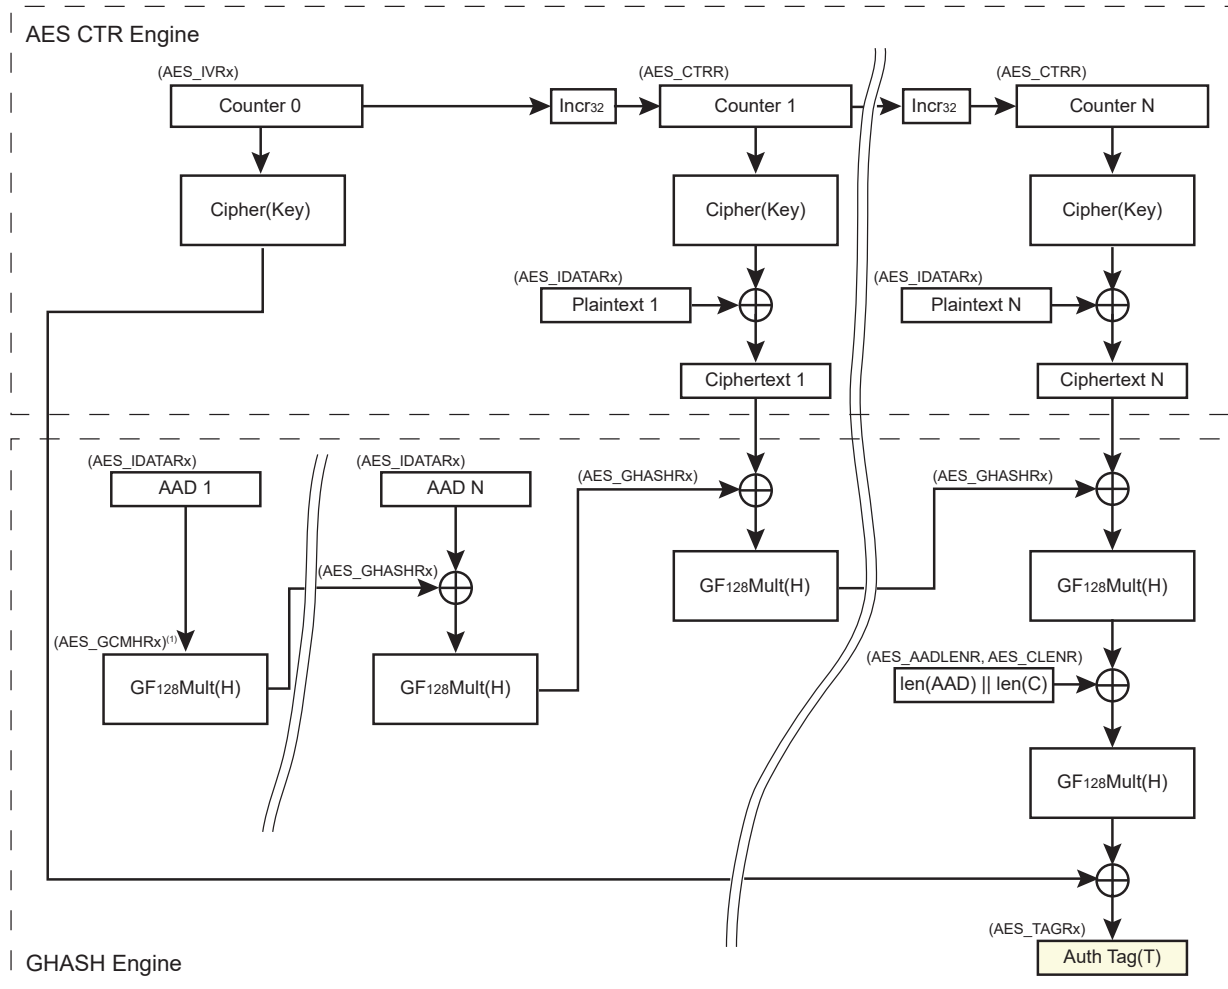 AES CTR Engine
(AES_IVRx)
Counter 0
Incr32
(AES_CTRR)
Counter 1
Incr32
(AES_CTRR)
Counter N
Cipher(Key)
Cipher(Key)
Cipher(Key)
(AES_IDATARx)
Plaintext 1
(AES_IDATARx)
Plaintext N
Ciphertext 1
Ciphertext N
(AES_IDATARx)
AAD 1
(AES_IDATARx)
AAD N
(AES_GHASHRx)
(AES_GHASHRx)
(AES_GHASHRx)
GF128Mult(H)
GF128Mult(H)
(AES_GCMHRx)(1)
GF128Mult(H)
GF128Mult(H)
(AES_AADLENR, AES_CLENR)
len(AAD) || len(C)
GF128Mult(H)
(AES_TAGRx)
Auth Tag(T)
GHASH Engine